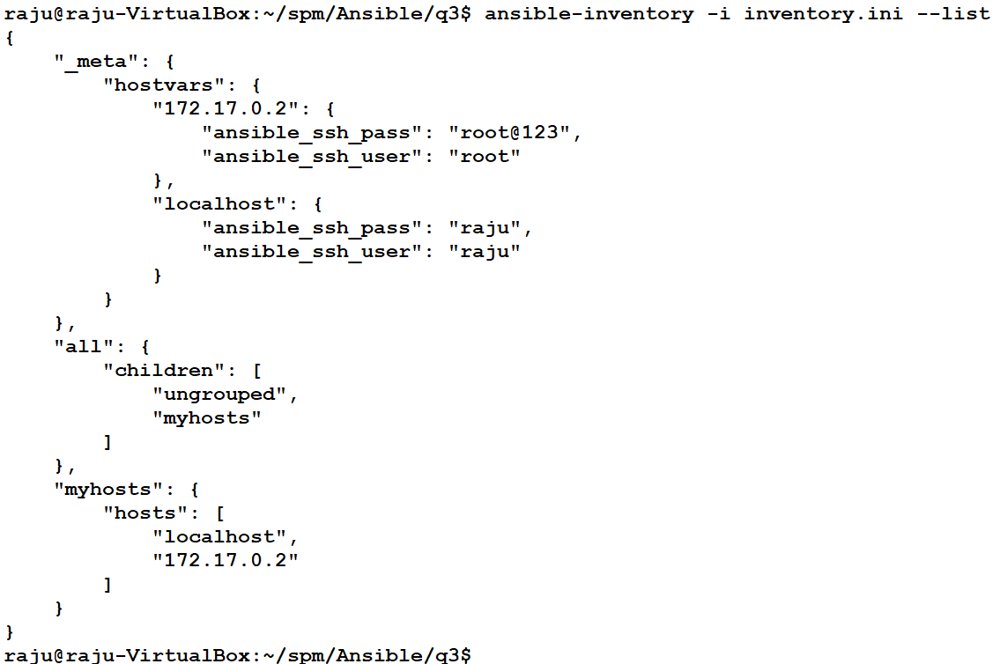 raju@raju-VirtualBox:~/spm/Ansible/q3$ ansible-inventory -i inventory.ini --list
{
    "_meta": {
        "hostvars": {
            "172.17.0.2": {
                "ansible_ssh_pass": "root@123",
                "ansible_ssh_user": "root"
            },
            "localhost": {
                "ansible_ssh_pass": "raju",
                "ansible_ssh_user": "raju"
            }
        }
    },
    "all": {
        "children": [
            "ungrouped",
            "myhosts"
        ]
    },
    "myhosts": {
        "hosts": [
            "localhost",
            "172.17.0.2"
        ]
    }
}
raju@raju-VirtualBox:~/spm/Ansible/q3$